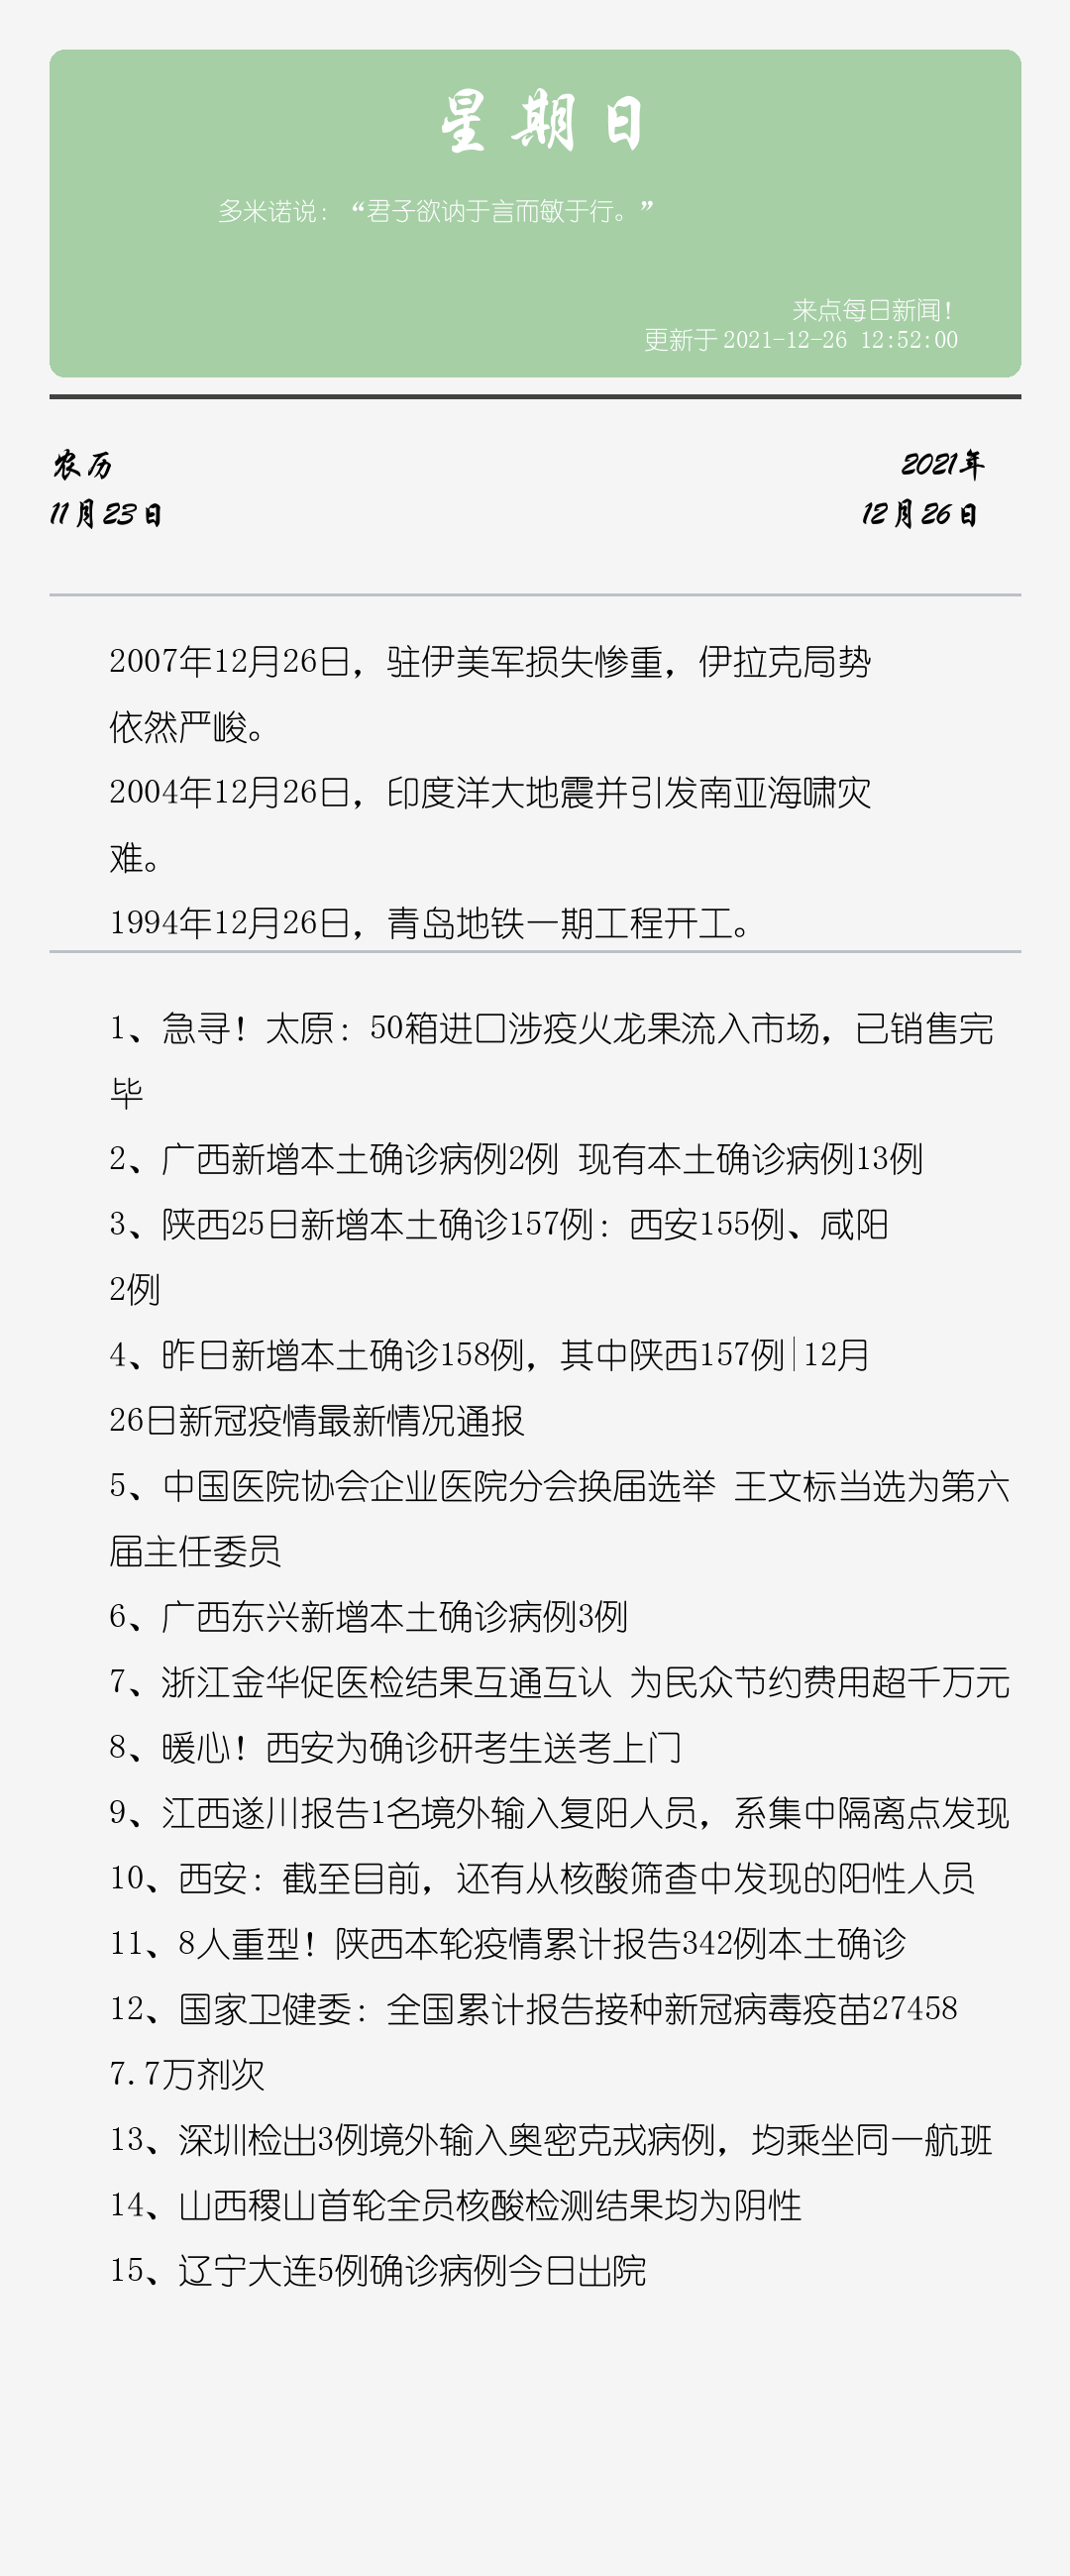 星期日
多米诺说：“君子欲讷于言而敏于行。”
来点每日新闻！
更新于 2021-12-26 12:52:00
农历
2021年
11月23日
12月26日
2007年12月26日，驻伊美军损失惨重，伊拉克局势
依然严峻。
2004年12月26日，印度洋大地震并引发南亚海啸灾
难。
1994年12月26日，青岛地铁一期工程开工。
1、急寻！太原：50箱进口涉疫火龙果流入市场，已销售完
毕
2、广西新增本土确诊病例2例 现有本土确诊病例13例
3、陕西25日新增本土确诊157例：西安155例、咸阳
2例
4、昨日新增本土确诊158例，其中陕西157例|12月
26日新冠疫情最新情况通报
5、中国医院协会企业医院分会换届选举 王文标当选为第六
届主任委员
6、广西东兴新增本土确诊病例3例
7、浙江金华促医检结果互通互认 为民众节约费用超千万元
8、暖心！西安为确诊研考生送考上门
9、江西遂川报告1名境外输入复阳人员，系集中隔离点发现
10、西安：截至目前，还有从核酸筛查中发现的阳性人员
11、8人重型！陕西本轮疫情累计报告342例本土确诊
12、国家卫健委：全国累计报告接种新冠病毒疫苗27458
7.7万剂次
13、深圳检出3例境外输入奥密克戎病例，均乘坐同一航班
14、山西稷山首轮全员核酸检测结果均为阴性
15、辽宁大连5例确诊病例今日出院